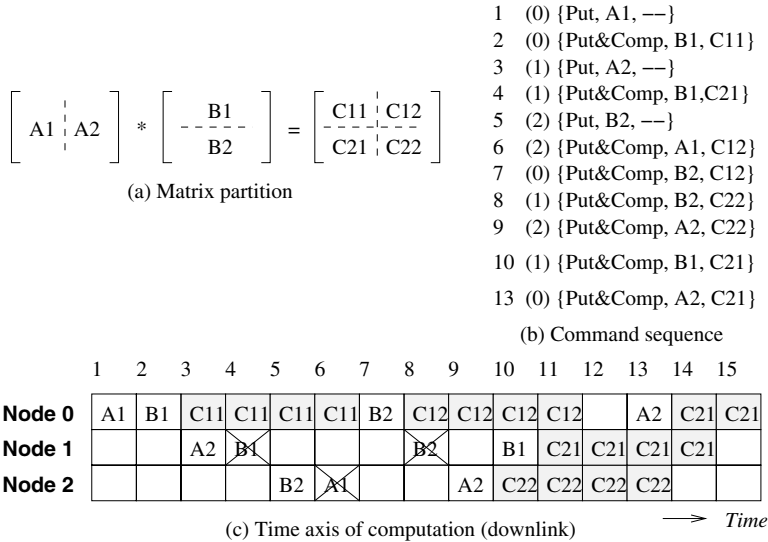 A1 A2 * B1 = C11 C12
B2 C21 C22
(a) Matrix partition
1 (0) {Put, A1, −−}
2 (0) {Put&Comp, B1, C11}
3 (1) {Put, A2, −−}
4 (1) {Put&Comp, B1,C21}
5 (2) {Put, B2, −−}
6 (2) {Put&Comp, A1, C12}
7 (0) {Put&Comp, B2, C12}
8 (1) {Put&Comp, B2, C22}
9 (2) {Put&Comp, A2, C22}
10 (1) {Put&Comp, B1, C21}
13 (0) {Put&Comp, A2, C21}
(b) Command sequence
1 2 3 4 5 6 7 8 9 10 11 12 13 14 15
Node 0 A1 B1 C11 C11 C11 C11 B2 C12 C12 C12 C12 A2 C21 C21
Node 1 A2 B1 B2 B1 C21 C21 C21 C21
Node 2 B2 A1 A2 C22 C22 C22 C22
(c) Time axis of computation (downlink)
Time